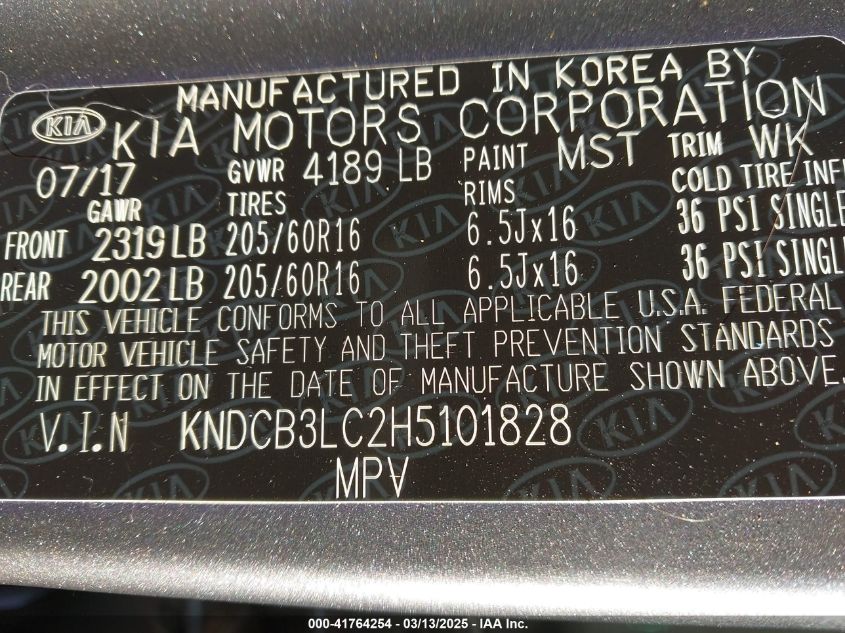 MANUFACTURED IN KOREA BY
KIA KIA MOTORS CORPORATION
07/17 GVWR 4189 LB PAINT MST TRIM WK
GAWR TIRES RIMS COLD TIRE INF
FRONT 2319 LB 205/60R16 6.5Jx16 36 PSI SINGLE
REAR 2002 LB 205/60R16 6.5Jx16 36 PSI SINGL
THIS VEHICLE CONFORMS TO ALL APPLICABLE U.S.A. FEDERAL
MOTOR VEHICLE SAFETY AND THEFT PREVENTION STANDARDS
IN EFFECT ON THE DATE OF MANUFACTURE SHOWN ABOVE.
V.I.N KNDCB3LC2H5101828
MPV
000-41764254 - 03/13/2025 - IAA Inc.